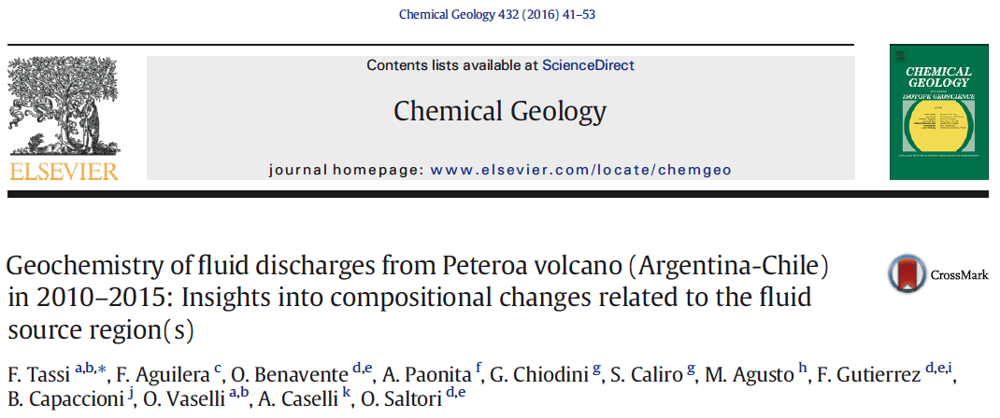 Chemical Geology 432 (2016) 41–53
Contents lists available at ScienceDirect
Chemical Geology
journal homepage: www.elsevier.com/locate/chemgeo
ELSEVIER
CHEMICAL
GEOLOGY
ISOTOPE GEOSCIENCE
Geochemistry of fluid discharges from Peteroa volcano (Argentina-Chile)
in 2010–2015: Insights into compositional changes related to the fluid
source region(s)
CrossMark
F. Tassi a,b,*, F. Aguilera c, O. Benavente d,e, A. Paonita f, G. Chiodini g, S. Caliro g, M. Agusto h, F. Gutierrez d,e,i,
B. Capaccioni j, O. Vaselli a,b, A. Caselli k, O. Saltori d,e